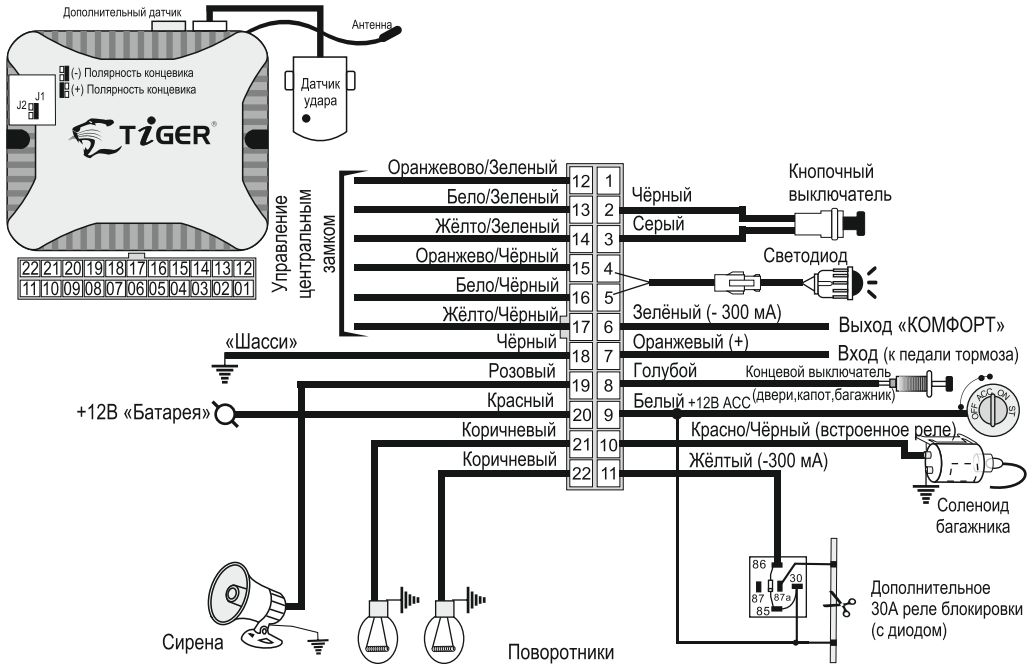 Дополнительный датчик
Антенна
(-) Полярность концевика
(+) Полярность концевика
J1
J2
TiGER®
Датчик
удара
22 21 20 19 18 17 16 15 14 13 12
11 10 09 08 07 06 05 04 03 02 01
Управление
центральным
замком
Оранжевово/Зеленый
12 1
Бело/Зеленый
13 2
Чёрный
Кнопочный
выключатель
Жёлто/Зеленый
14 3
Серый
Оранжево/Чёрный
15 4
Светодиод
Бело/Чёрный
16 5
Жёлто/Чёрный
17 6
Зелёный (- 300 мА)
Выход «КОМФОРТ»
«Шасси»
Чёрный
18 7
Оранжевый (+)
Вход (к педали тормоза)
Розовый
19 8
Голубой
Концевой выключатель
(двери,капот,багажник)
+12В «Батарея»
Красный
20 9
Белый +12В АСС
OFF ACC ON ST
Коричневый
21 10
Красно/Чёрный (встроенное реле)
Коричневый
22 11
Жёлтый (-300 мА)
Соленоид
багажника
86
30
87
87a
85
Дополнительное
30А реле блокировки
(с диодом)
Сирена
Поворотники